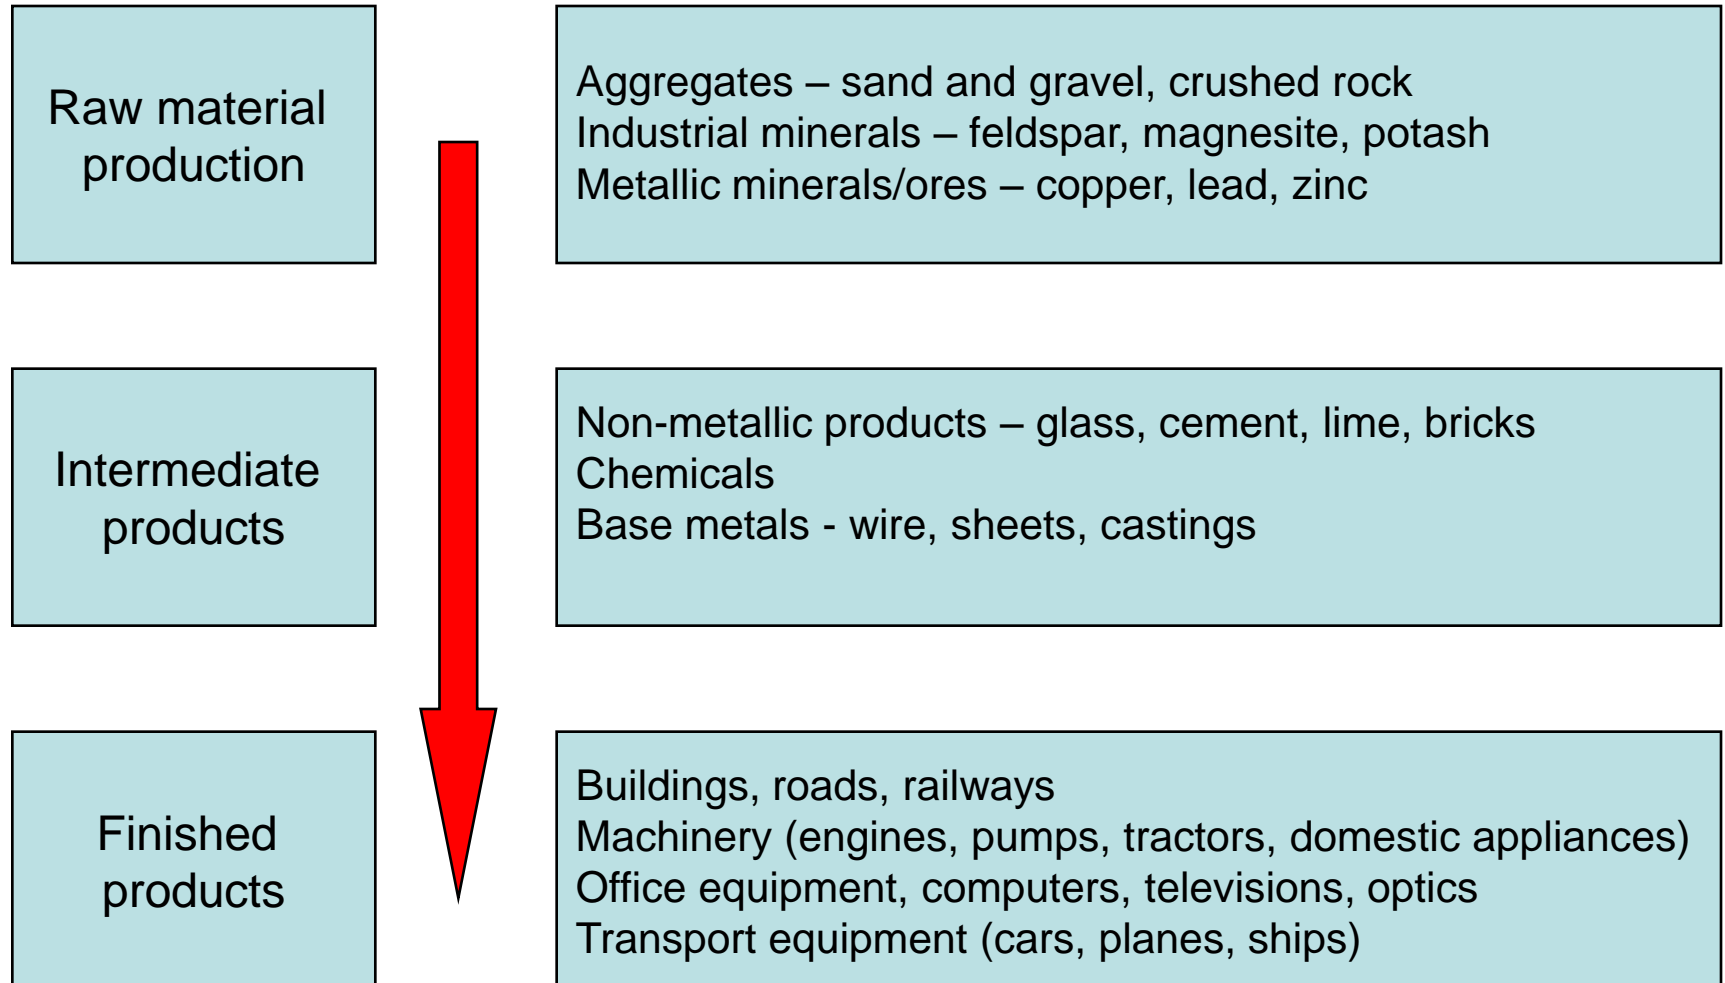 Raw material
production
Aggregates – sand and gravel, crushed rock
Industrial minerals – feldspar, magnesite, potash
Metallic minerals/ores – copper, lead, zinc
Intermediate
products
Non-metallic products – glass, cement, lime, bricks
Chemicals
Base metals - wire, sheets, castings
Finished
products
Buildings, roads, railways
Machinery (engines, pumps, tractors, domestic appliances)
Office equipment, computers, televisions, optics
Transport equipment (cars, planes, ships)